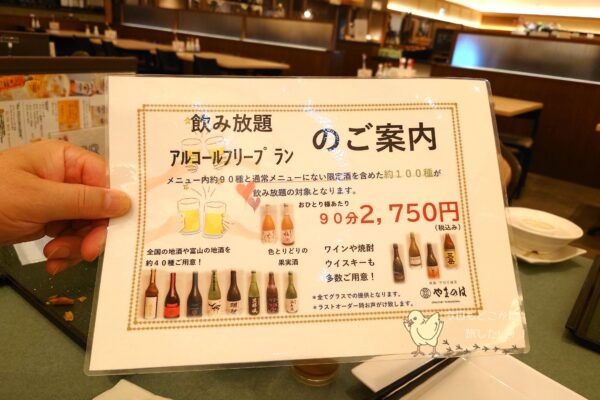 飲み放題
アルコールフリープラン
のご案内
メニュー内約90種と通常メニューにない限定酒を含めた約100種が
飲み放題の対象となります。
おひとり様あたり
90分2,750円
(税込み)
全国の地酒や富山の地酒を
約40種ご用意！
色とりどりの
果実酒
ワインや焼酎
ウイスキーも
多数ご用意！
＊全てグラスでの提供となります。
＊ラストオーダー時お声がけ致します。
やまのは